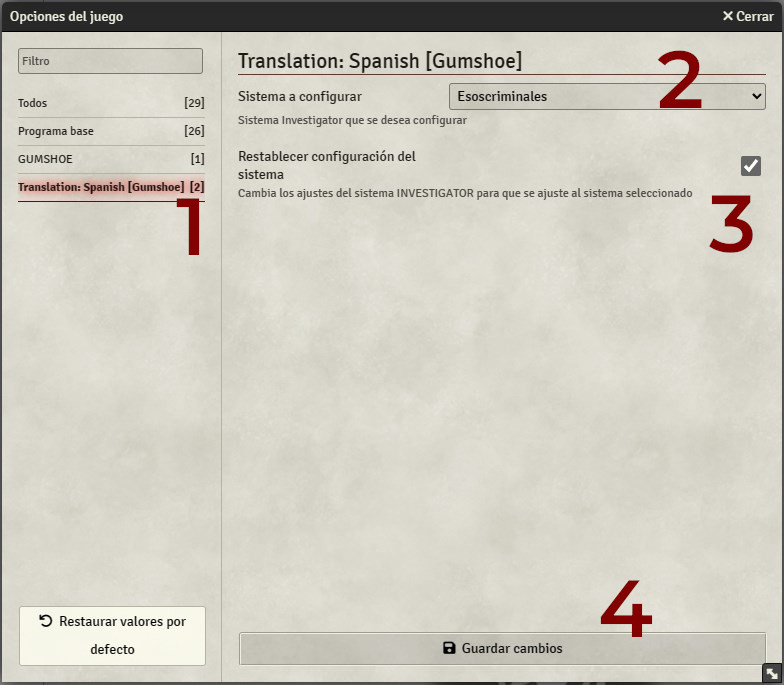 Opciones del juego
Cerrar
Filtro
Todos [29]
Programa base [26]
GUMSHOE [1]
Translation: Spanish [Gumshoe] [2]
1
Restaurar valores por
defecto
Translation: Spanish [Gumshoe]
2
Sistema a configurar
Esoscriminales
Sistema Investigator que se desea configurar
Restablecer configuración del
sistema
Cambia los ajustes del sistema INVESTIGATOR para que se ajuste al sistema seleccionado
3
4
Guardar cambios